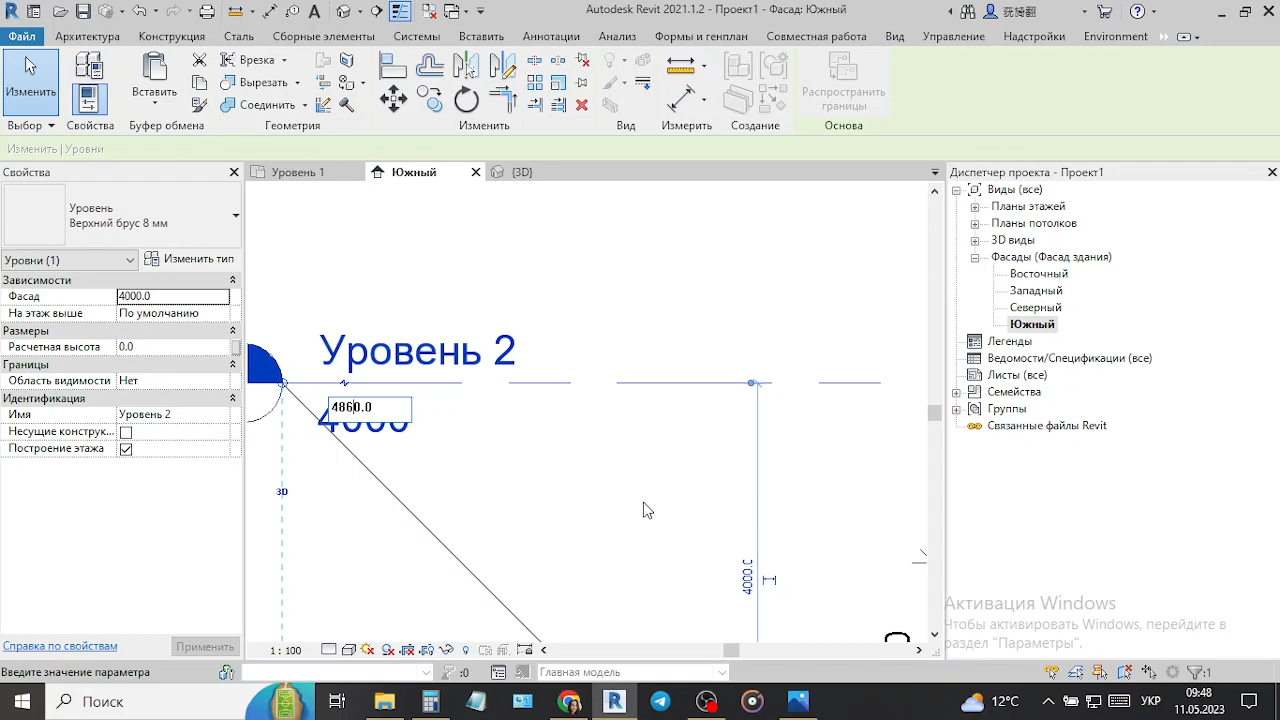 Autodesk Revit 2021.1.2 - Проект1 - Фасад: Южный
Файл Архитектура Конструкция Сталь Сборные элементы Системы Вставить Аннотации Анализ Формы и генплан Совместная работа Вид Управление Надстройки Environment
Изменить
Вставить
Врезка
Вырезать
Соединить
Распространить
границы
Выбор Свойства Буфер обмена Геометрия Изменить Вид Измерить Создание Основа
Изменить | Уровни
Свойства
Уровень 1 Южный {3D}
Диспетчер проекта - Проект1
Уровень
Верхний брус 8 мм
Уровни (1)
Изменить тип
Зависимости
Фасад 4000.0
На этаж выше По умолчанию
Размеры
Расчетная высота 0.0
Границы
Область видимости Нет
Идентификация
Имя Уровень 2
Несущие конструк...
Построение этажа
Справка по свойствам
Применить
Уровень 2
4860.0
4000
3D
4000.0
1 : 100
Виды (все)
Планы этажей
Планы потолков
3D виды
Фасады (Фасад здания)
Восточный
Западный
Северный
Южный
Легенды
Ведомости/Спецификации (все)
Листы (все)
Семейства
Группы
Связанные файлы Revit
Активация Windows
Чтобы активировать Windows, перейдите в
раздел "Параметры".
Введите значение параметра
:0
Главная модель
:1
Поиск
12°C
УКР
09:48
11.05.2023